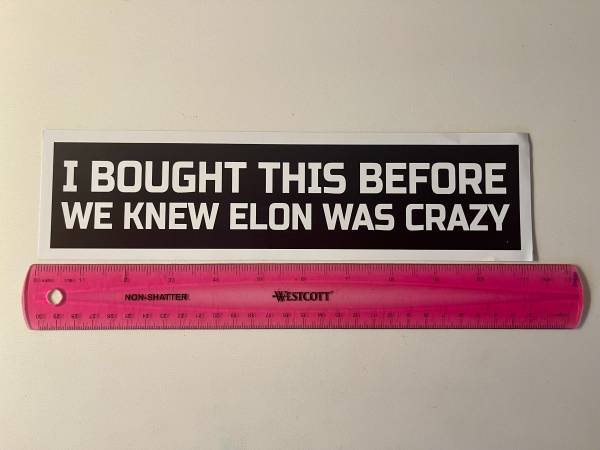 I BOUGHT THIS BEFORE
WE KNEW ELON WAS CRAZY
NON-SHATTER WESTCOTT